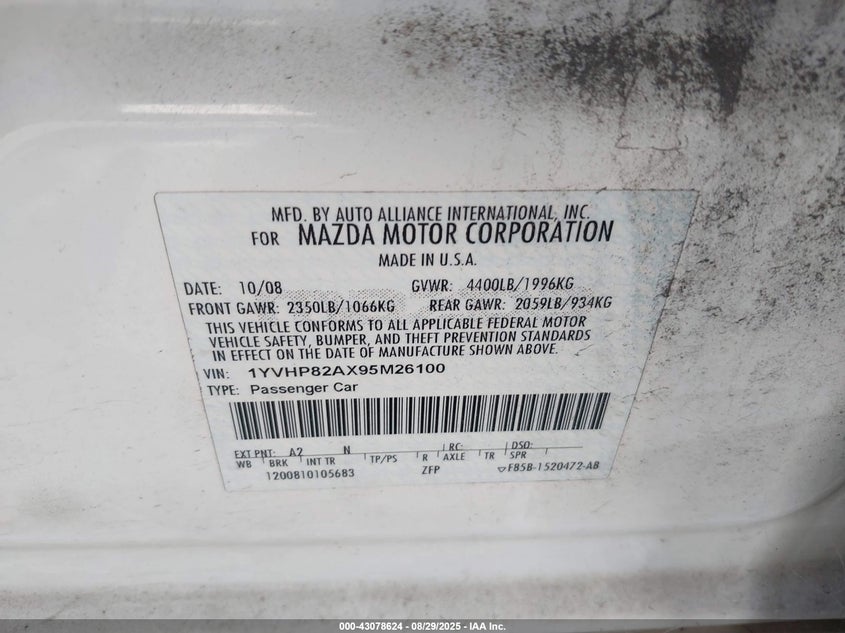 MFD. BY AUTO ALLIANCE INTERNATIONAL, INC.
FOR MAZDA MOTOR CORPORATION
MADE IN U.S.A.
DATE: 10/08 GVWR: 4400LB/1996KG
FRONT GAWR: 2350LB/1066KG REAR GAWR: 2059LB/934KG
THIS VEHICLE CONFORMS TO ALL APPLICABLE FEDERAL MOTOR
VEHICLE SAFETY, BUMPER, AND THEFT PREVENTION STANDARDS
IN EFFECT ON THE DATE OF MANUFACTURE SHOWN ABOVE.
VIN: 1YVHP82AX95M26100
TYPE: Passenger Car
EXT PNT: A2 N RC: DSO:
WB BRK INT TR TP/PS R AXLE TR SPR
1200810105683 ZFP F85B-1520472-AB
000-43078624 - 08/29/2025 - IAA Inc.